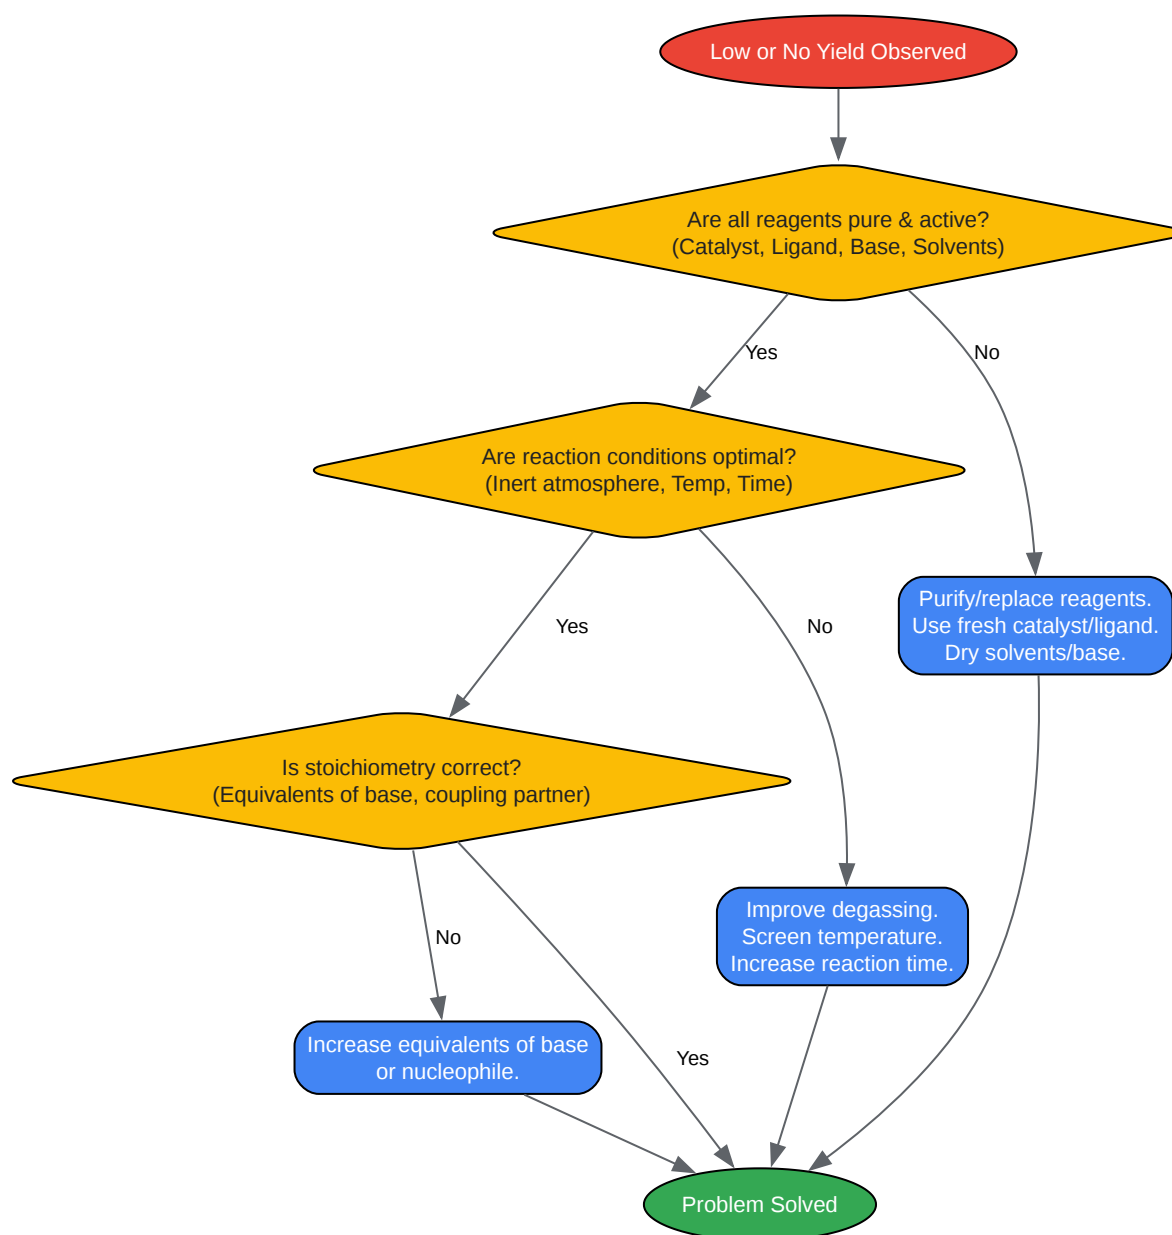 Low or No Yield Observed
Are all reagents pure & active?
(Catalyst, Ligand, Base, Solvents)
Yes
No
Are reaction conditions optimal?
(Inert atmosphere, Temp, Time)
Purify/replace reagents.
Use fresh catalyst/ligand.
Dry solvents/base.
Yes
No
Is stoichiometry correct?
(Equivalents of base, coupling partner)
Improve degassing.
Screen temperature.
Increase reaction time.
No
Increase equivalents of base
or nucleophile.
Yes
Problem Solved